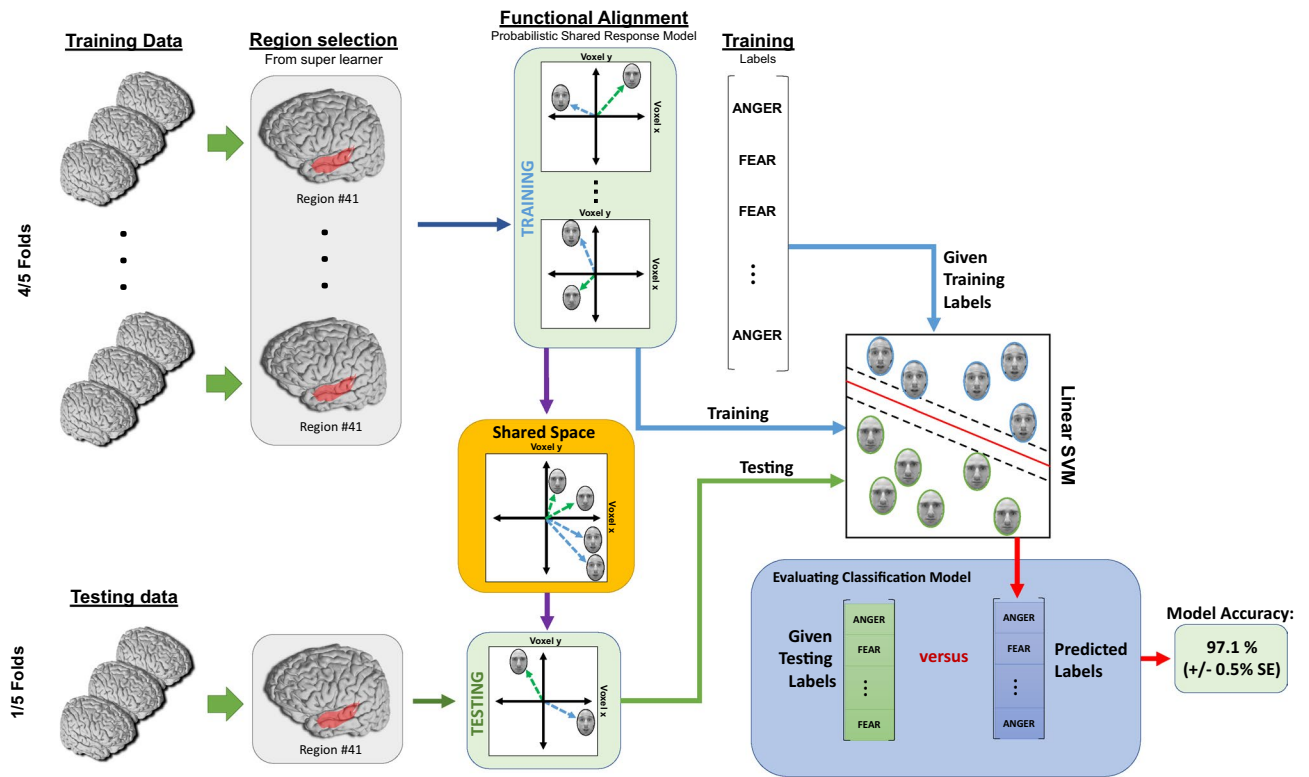 Training Data
4/5 Folds
Region selection
From super learner
Region #41
Region #41
Functional Alignment
Probabilistic Shared Response Model
TRAINING
Voxel y
Voxel x
Voxel y
Voxel x
Training
Labels
ANGER
FEAR
FEAR
ANGER
Given
Training
Labels
Training
Testing
Linear SVM
Shared Space
Voxel y
Voxel x
Testing data
1/5 Folds
Region #41
TESTING
Voxel y
Voxel x
Evaluating Classification Model
Given
Testing
Labels
ANGER
FEAR
FEAR
versus
ANGER
FEAR
ANGER
Predicted
Labels
Model Accuracy:
97.1 %
(+/- 0.5% SE)